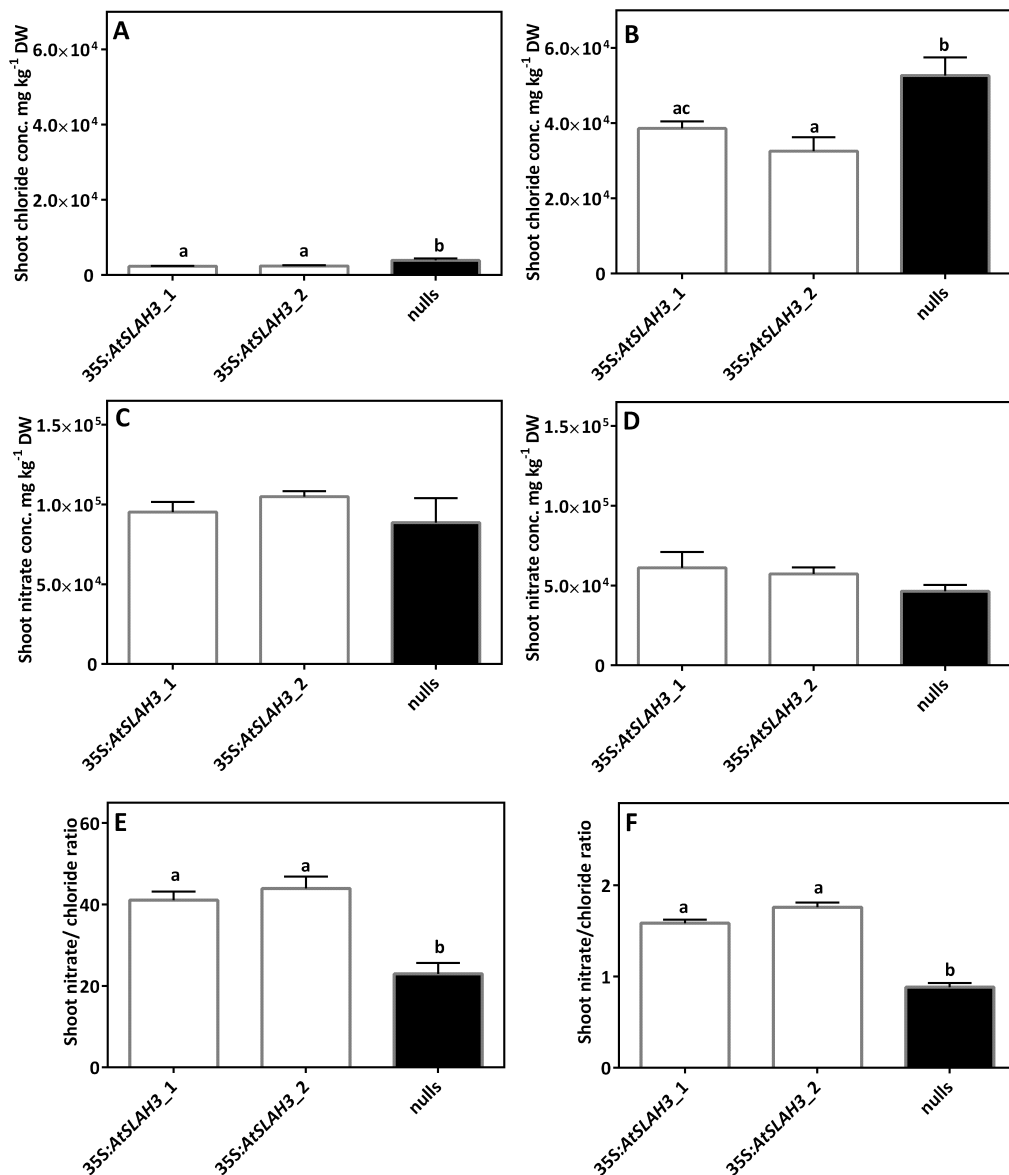 A
Shoot chloride conc. mg kg⁻¹ DW
6.0×10⁴
4.0×10⁴
2.0×10⁴
0
a
a
b
35S:AtSLAH3_1
35S:AtSLAH3_2
nulls
B
Shoot chloride conc. mg kg⁻¹ DW
6.0×10⁴
4.0×10⁴
2.0×10⁴
0
ac
a
b
35S:AtSLAH3_1
35S:AtSLAH3_2
nulls
C
Shoot nitrate conc. mg kg⁻¹ DW
1.5×10⁵
1.0×10⁵
5.0×10⁴
0
35S:AtSLAH3_1
35S:AtSLAH3_2
nulls
D
Shoot nitrate conc. mg kg⁻¹ DW
1.5×10⁵
1.0×10⁵
5.0×10⁴
0
35S:AtSLAH3_1
35S:AtSLAH3_2
nulls
E
Shoot nitrate/ chloride ratio
60
40
20
0
a
a
b
35S:AtSLAH3_1
35S:AtSLAH3_2
nulls
F
Shoot nitrate/chloride ratio
2
1
0
a
a
b
35S:AtSLAH3_1
35S:AtSLAH3_2
nulls